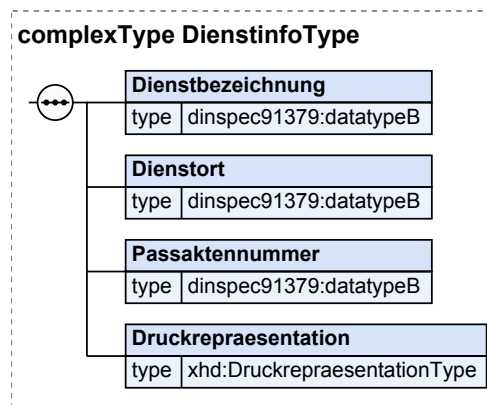 complexType DienstinfoType
Dienstbezeichnung
type dinspec91379:datatypeB
Dienstort
type dinspec91379:datatypeB
Passaktennummer
type dinspec91379:datatypeB
Druckrepraesentation
type xhd:DruckrepraesentationType